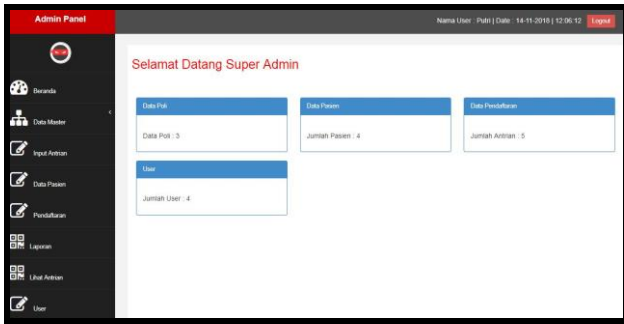 Admin Panel
Nama User : Putri | Date : 14-11-2018 | 12:06:12 Logout
Selamat Datang Super Admin
Beranda
Data Master
Input Antrian
Data Pasien
Pendaftaran
Laporan
Lihat Antrian
User
Data Poli
Data Poli : 3
Data Pasien
Jumlah Pasien : 4
Data Pendaftaran
Jumlah Antrian : 5
User
Jumlah User : 4